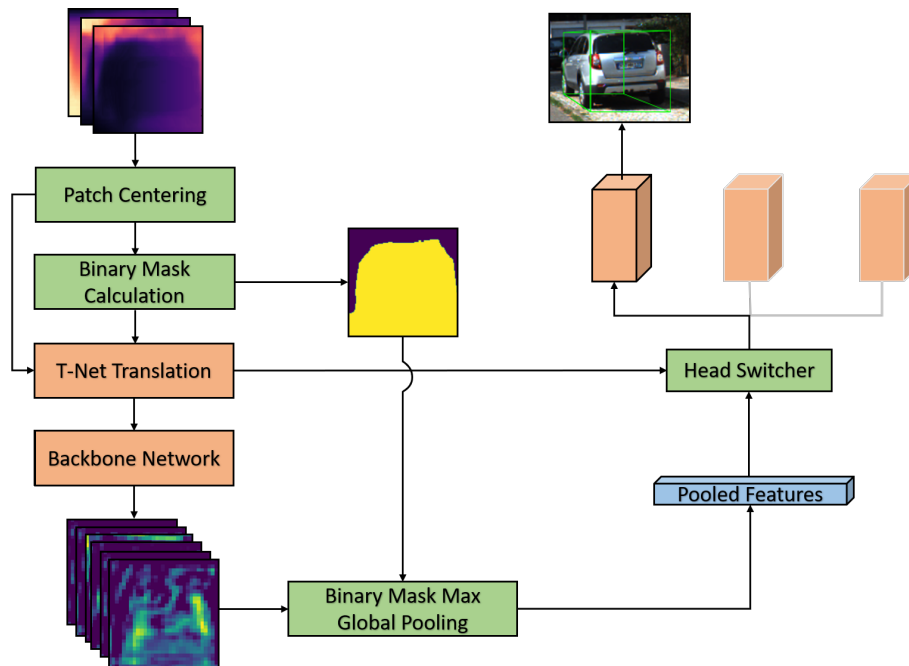 Patch Centering
Binary Mask
Calculation
T-Net Translation
Head Switcher
Backbone Network
Pooled Features
Binary Mask Max
Global Pooling